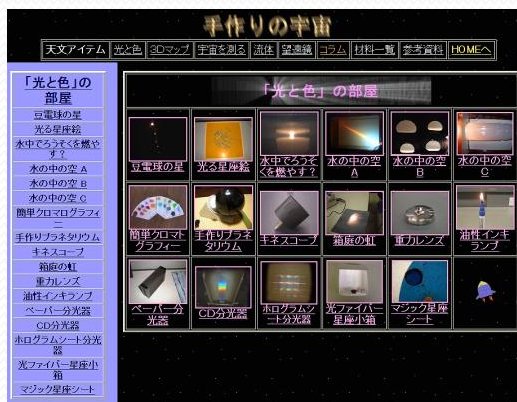 手作りの宇宙
天文アイテム 光と色 3Dマップ 宇宙を測る 流体 望遠鏡 コラム 材料一覧 参考資料 HOMEへ
「光と色」の
部屋
豆電球の星
光る星座絵
水中でろうそくを燃や
す?
水の中の空 A
水の中の空 B
水の中の空 C
簡単クロマログラフィ
ー
手作りプラネタリウム
キネスコープ
箱庭の虹
重力レンズ
油性インキランプ
ペーパー分光器
CD分光器
ホログラムシート分光
器
光ファイバー星座小
箱
マジック星座シート
「光と色」の部屋
豆電球の星 光る星座絵 水中でろうそ
くを燃やす? 水の中の空
A 水の中の空
B 水の中の空
C
簡単クロマト
グラフィー 手作りプラネ
タリウム キネスコープ 箱庭の虹 重力レンズ 油性インキ
ランプ
ペーパー分
光器 CD分光器 ホログラムシ
ート分光器 光ファイバー
星座小箱 マジック星座
シート